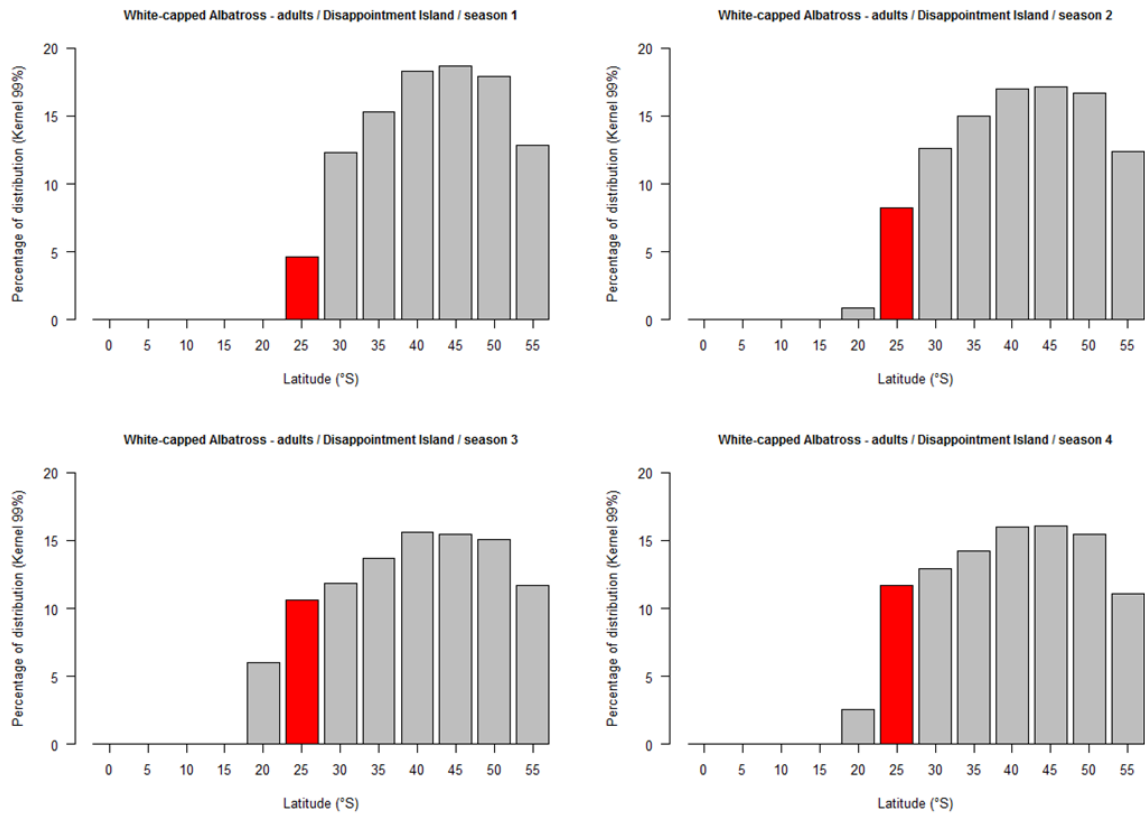 White-capped Albatross - adults / Disappointment Island / season 1
Percentage of distribution (Kernel 99%)
20
15
10
5
0
0 5 10 15 20 25 30 35 40 45 50 55
Latitude (°S)
White-capped Albatross - adults / Disappointment Island / season 2
Percentage of distribution (Kernel 99%)
20
15
10
5
0
0 5 10 15 20 25 30 35 40 45 50 55
Latitude (°S)
White-capped Albatross - adults / Disappointment Island / season 3
Percentage of distribution (Kernel 99%)
20
15
10
5
0
0 5 10 15 20 25 30 35 40 45 50 55
Latitude (°S)
White-capped Albatross - adults / Disappointment Island / season 4
Percentage of distribution (Kernel 99%)
20
15
10
5
0
0 5 10 15 20 25 30 35 40 45 50 55
Latitude (°S)